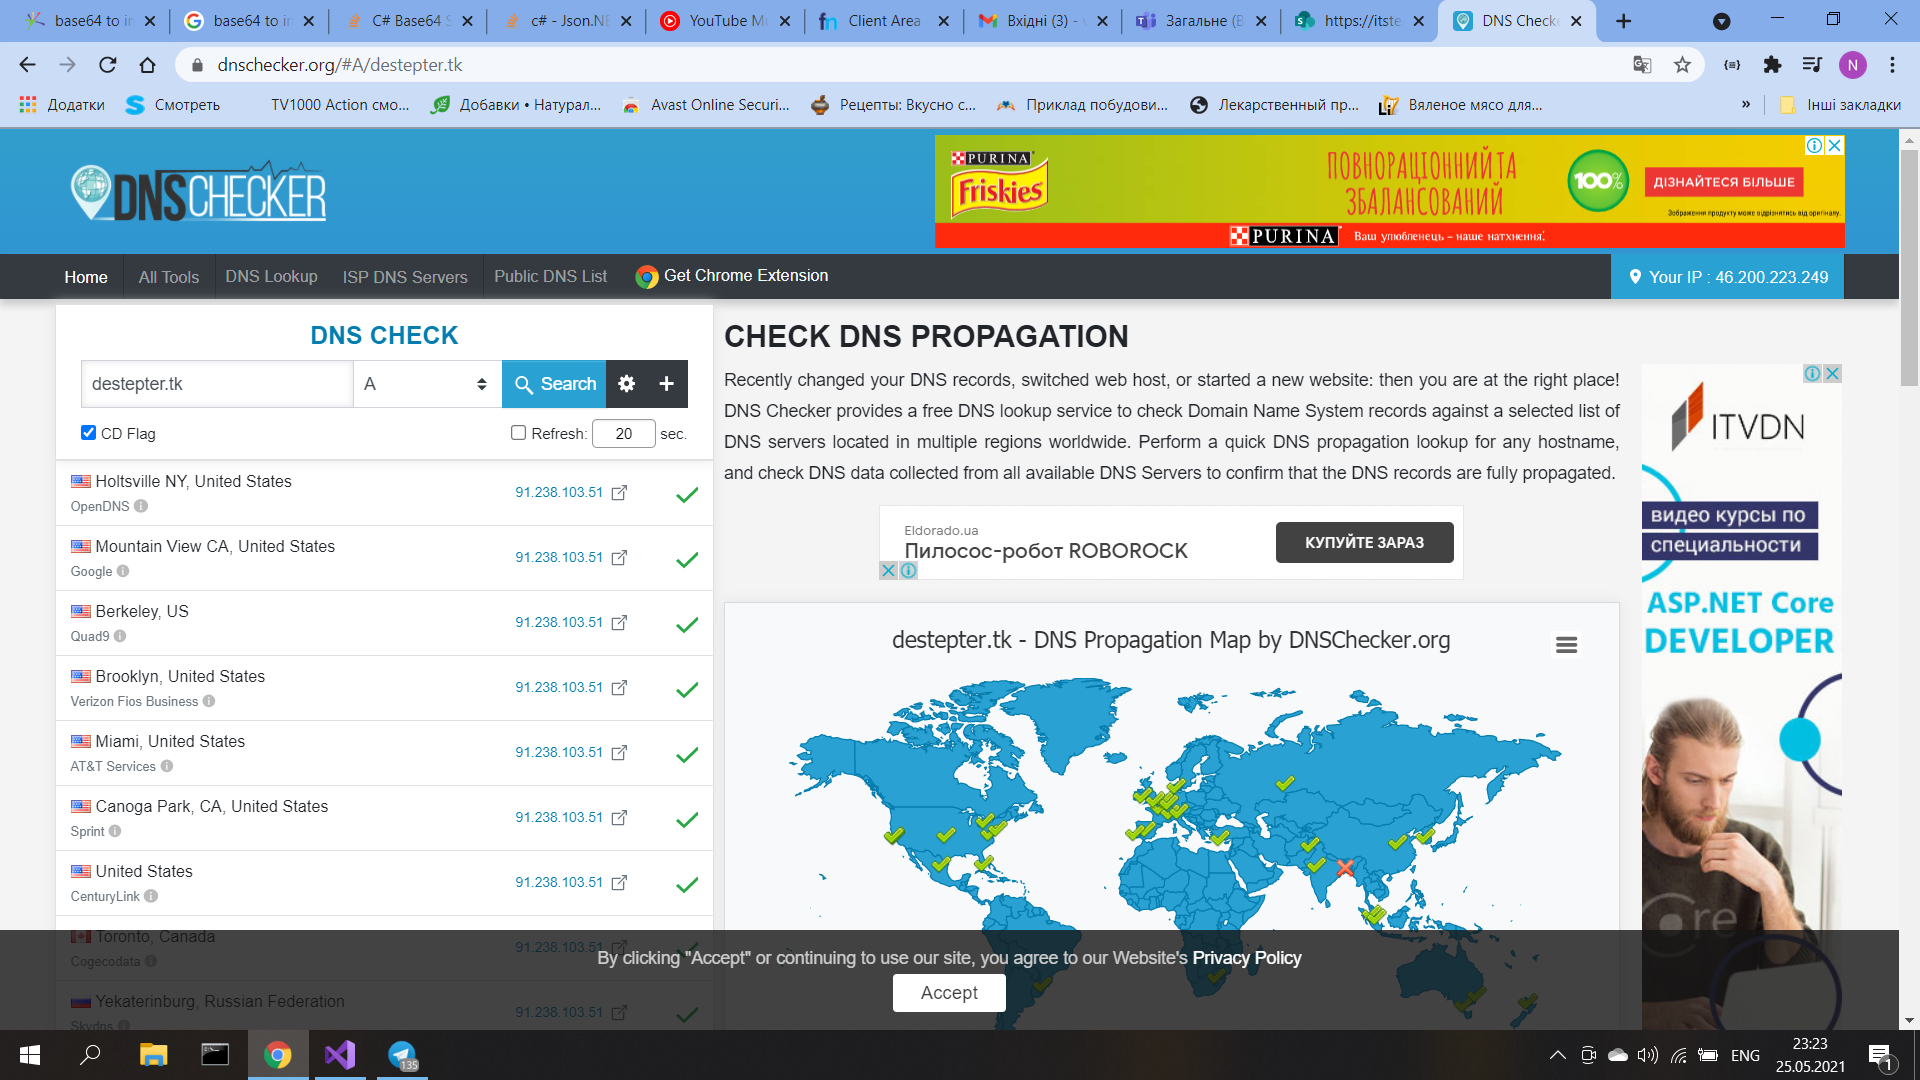 base64 to in
base64 to in
C# Base64 S
c# - Json.NE
YouTube Mu
Client Area
Вхідні (3) -
Загальне (В
https://itste
DNS Checke
dnschecker.org/#A/destepter.tk
N
Додатки
Смотреть
TV1000 Action смо...
Добавки • Натурал...
Avast Online Securi...
Рецепты: Вкусно с...
Приклад побудови...
Лекарственный пр...
Вяленое мясо для...
»
Інші закладки
DNSCHECKER
PURINA
Friskies
ПОВНОРАЦІОННИЙ ТА
ЗБАЛАНСОВАНИЙ
100%
ДІЗНАЙТЕСЯ БІЛЬШЕ
Зображення продукту може відрізнятись від оригіналу.
PURINA
Ваш улюбленець – наше натхнення.
Home
All Tools
DNS Lookup
ISP DNS Servers
Public DNS List
Get Chrome Extension
Your IP : 46.200.223.249
DNS CHECK
destepter.tk
A
Search
CD Flag
Refresh: 20 sec.
Holtsville NY, United States
OpenDNS
91.238.103.51
Mountain View CA, United States
Google
91.238.103.51
Berkeley, US
Quad9
91.238.103.51
Brooklyn, United States
Verizon Fios Business
91.238.103.51
Miami, United States
AT&T Services
91.238.103.51
Canoga Park, CA, United States
Sprint
91.238.103.51
United States
CenturyLink
91.238.103.51
Toronto, Canada
Cogecodata
91.238.103.51
Yekaterinburg, Russian Federation
Skydns
91.238.103.51
CHECK DNS PROPAGATION
Recently changed your DNS records, switched web host, or started a new website: then you are at the right place!
DNS Checker provides a free DNS lookup service to check Domain Name System records against a selected list of
DNS servers located in multiple regions worldwide. Perform a quick DNS propagation lookup for any hostname,
and check DNS data collected from all available DNS Servers to confirm that the DNS records are fully propagated.
Eldorado.ua
Пилосос-робот ROBOROCK
КУПУЙТЕ ЗАРАЗ
destepter.tk - DNS Propagation Map by DNSChecker.org
ITVDN
видео курсы по
специальности
ASP.NET Core
DEVELOPER
Core
By clicking "Accept" or continuing to use our site, you agree to our Website's Privacy Policy
Accept
135
ENG
23:23
25.05.2021
1